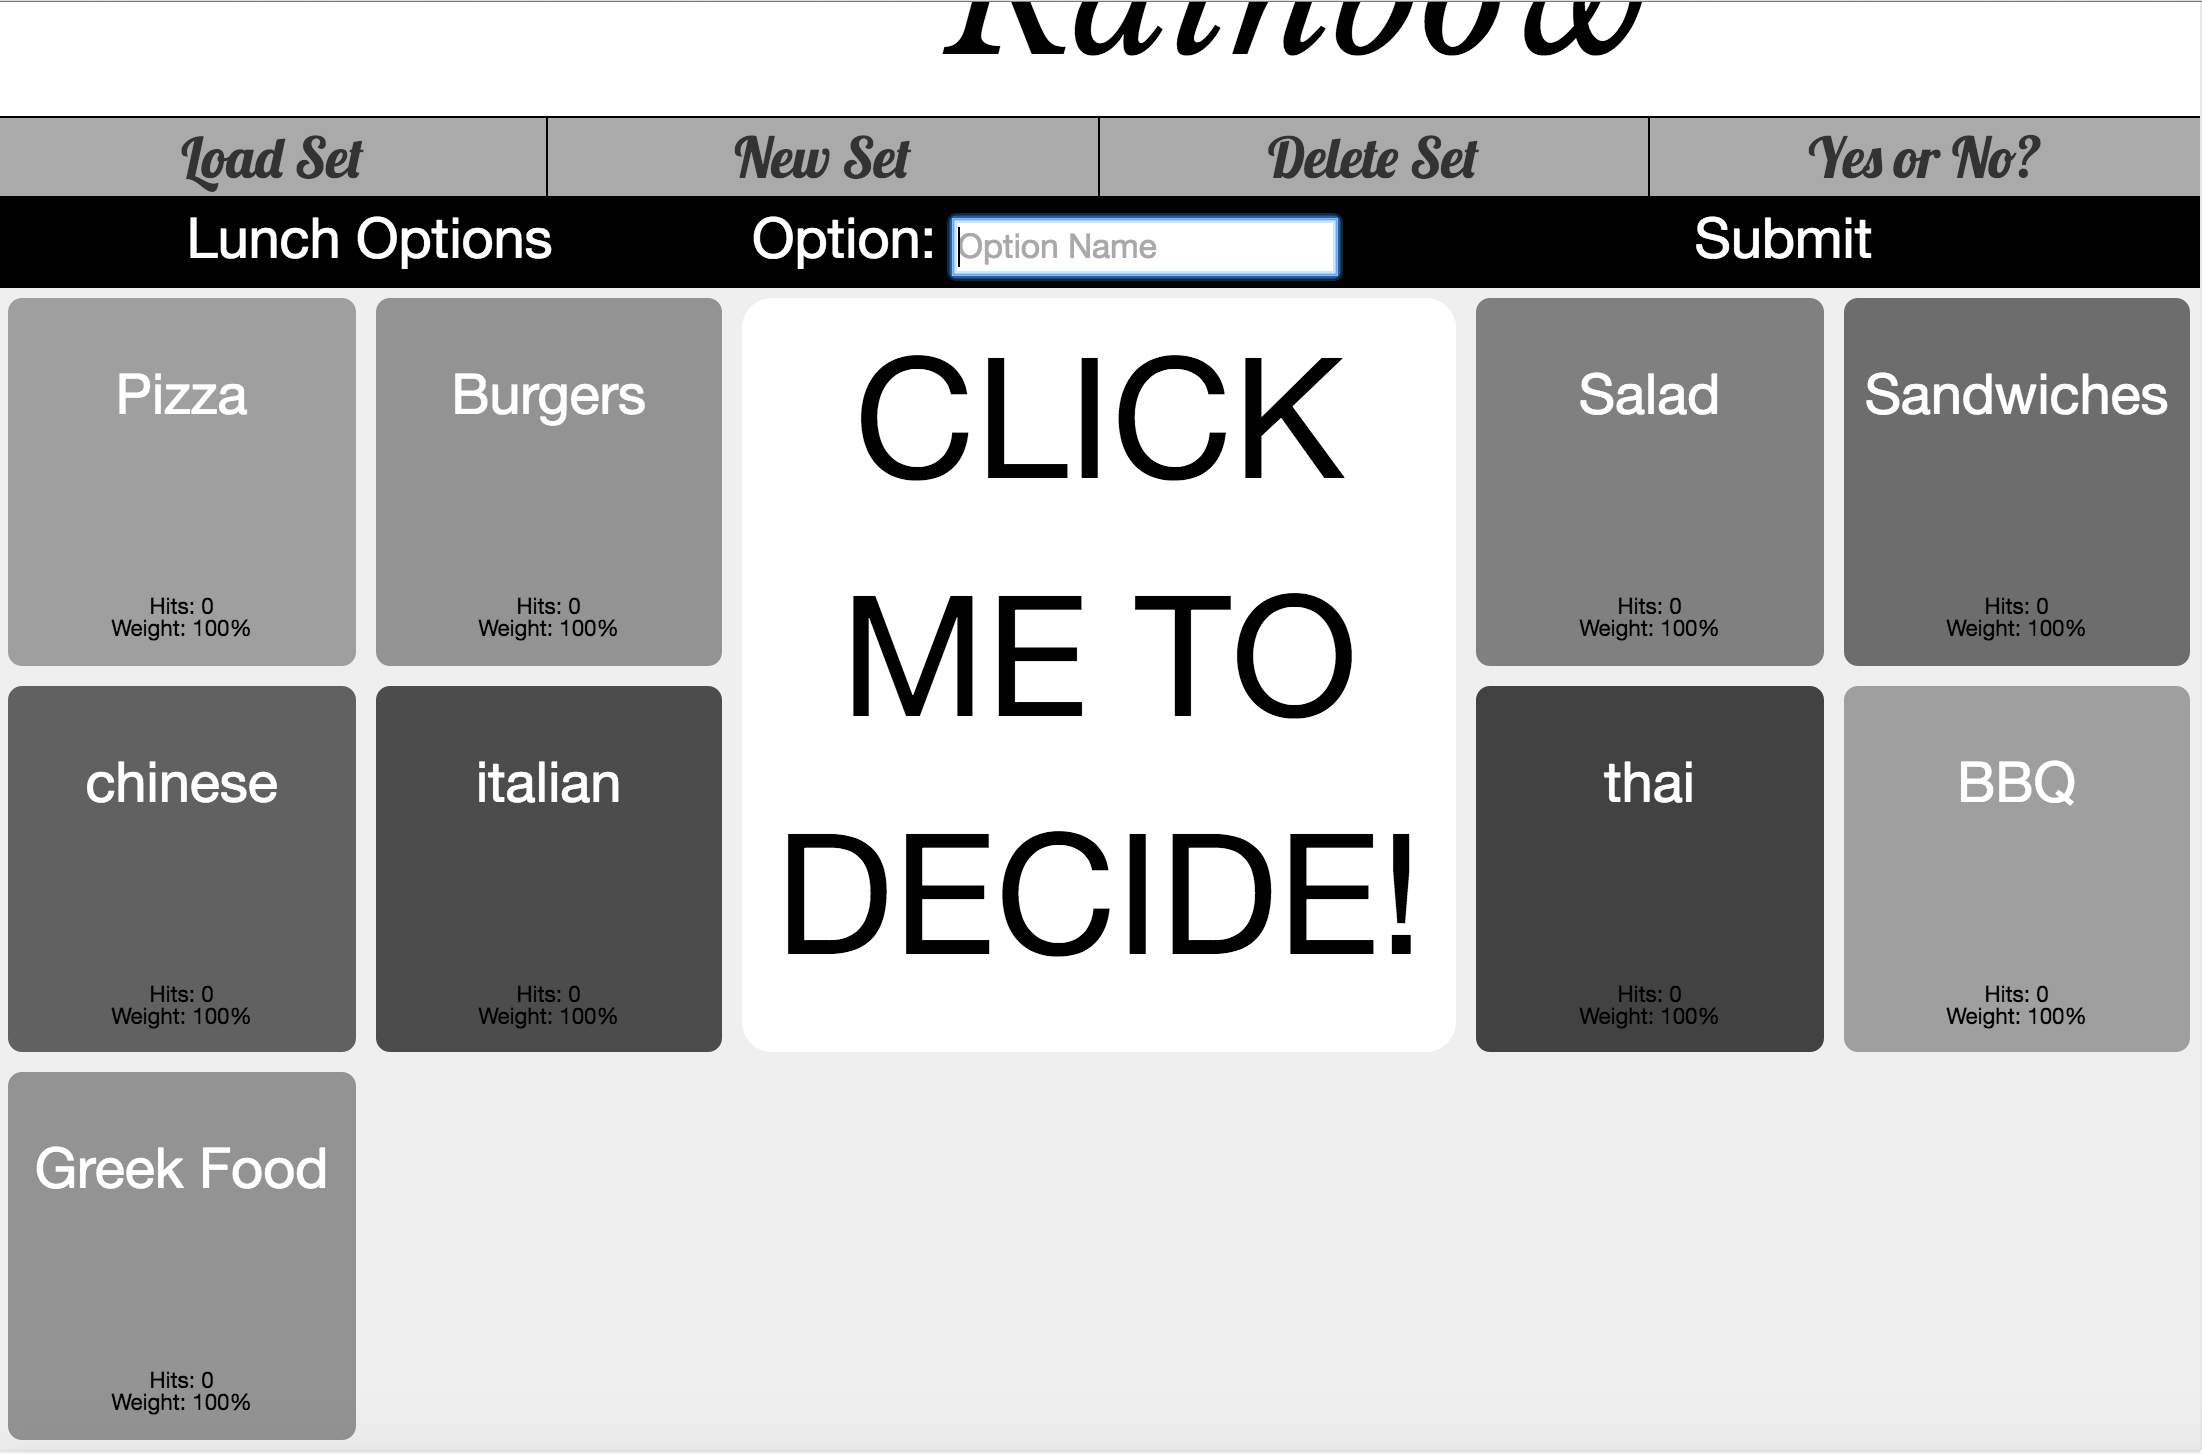 Rainbow
Load Set
New Set
Delete Set
Yes or No?
Lunch Options
Option:
Option Name
Submit
Pizza
Hits: 0
Weight: 100%
Burgers
Hits: 0
Weight: 100%
CLICK
ME TO
DECIDE!
Salad
Hits: 0
Weight: 100%
Sandwiches
Hits: 0
Weight: 100%
chinese
Hits: 0
Weight: 100%
italian
Hits: 0
Weight: 100%
thai
Hits: 0
Weight: 100%
BBQ
Hits: 0
Weight: 100%
Greek Food
Hits: 0
Weight: 100%